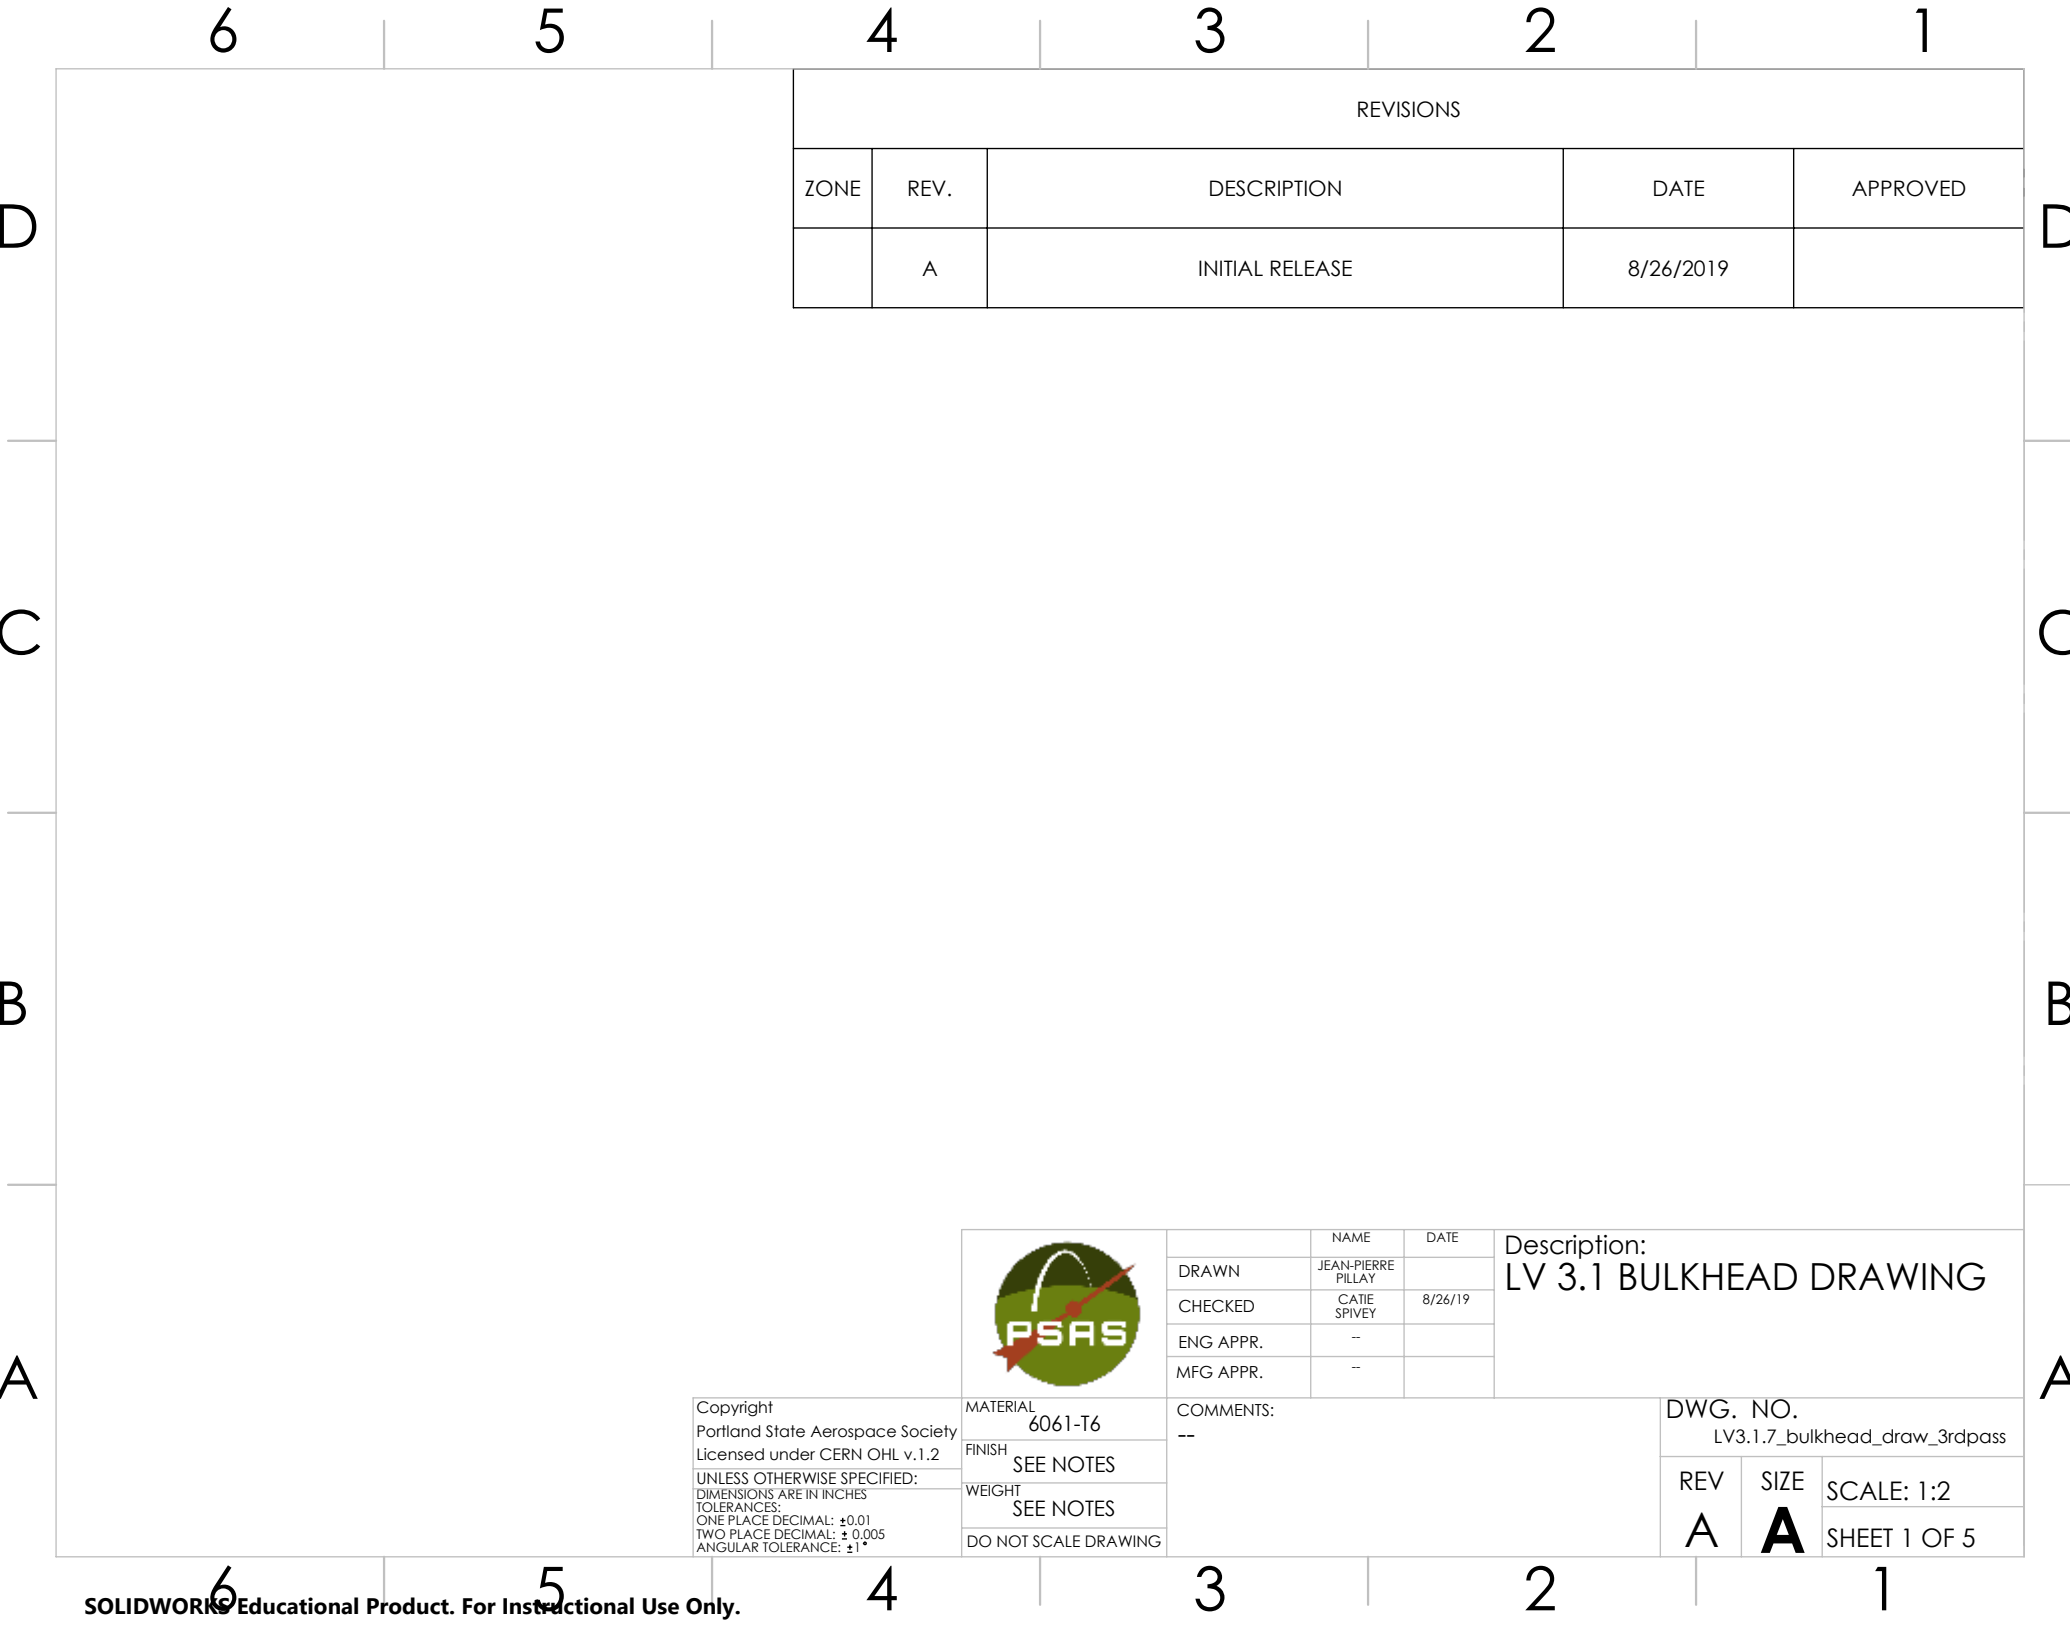 6 5 4 3 2 1
REVISIONS
ZONE REV. DESCRIPTION DATE APPROVED
A INITIAL RELEASE 8/26/2019
D D
C C
B B
A A
PSAS
NAME DATE
DRAWN JEAN-PIERRE PILLAY
CHECKED CATIE SPIVEY 8/26/19
ENG APPR. --
MFG APPR. --
Description:
LV 3.1 BULKHEAD DRAWING
Copyright
Portland State Aerospace Society
Licensed under CERN OHL v.1.2
UNLESS OTHERWISE SPECIFIED:
DIMENSIONS ARE IN INCHES
TOLERANCES:
ONE PLACE DECIMAL: ±0.01
TWO PLACE DECIMAL: ± 0.005
ANGULAR TOLERANCE: ±1°
MATERIAL
6061-T6
FINISH
SEE NOTES
WEIGHT
SEE NOTES
DO NOT SCALE DRAWING
COMMENTS:
--
DWG. NO.
LV3.1.7_bulkhead_draw_3rdpass
REV
A
SIZE
A
SCALE: 1:2
SHEET 1 OF 5
6 5 4 3 2 1
SOLIDWORKS Educational Product. For Instructional Use Only.